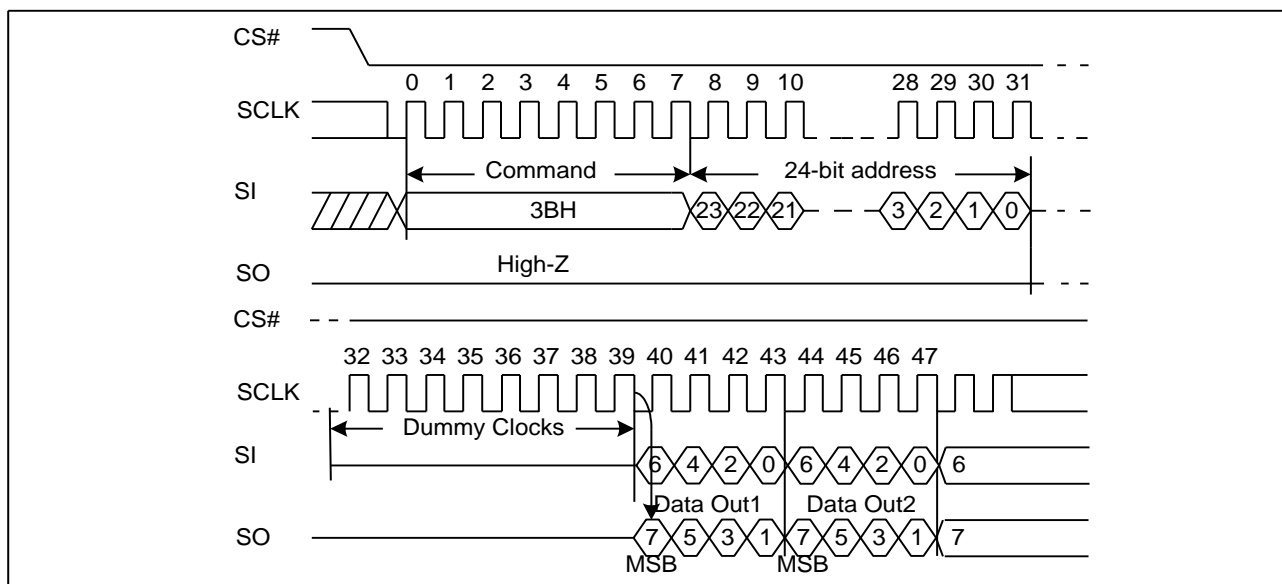 CS#
0 1 2 3 4 5 6 7 8 9 10 28 29 30 31
SCLK
Command 24-bit address
SI
3BH 23 22 21 3 2 1 0
High-Z
SO
CS#
32 33 34 35 36 37 38 39 40 41 42 43 44 45 46 47
SCLK
Dummy Clocks
SI 6 4 2 0 6 4 2 0 6
Data Out1 Data Out2
SO 7 5 3 1 7 5 3 1 7
MSB MSB